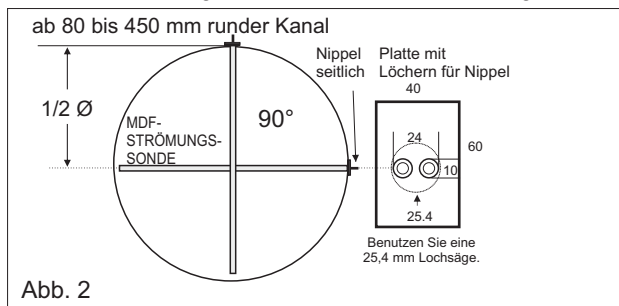 ab 80 bis 450 mm runder Kanal
1/2 Ø
MDF-
STRÖMUNGS-
SONDE
90°
Nippel
seitlich
Platte mit
Löchern für Nippel
40
24
60
10
25.4
Benutzen Sie eine
25,4 mm Lochsäge.
Abb. 2